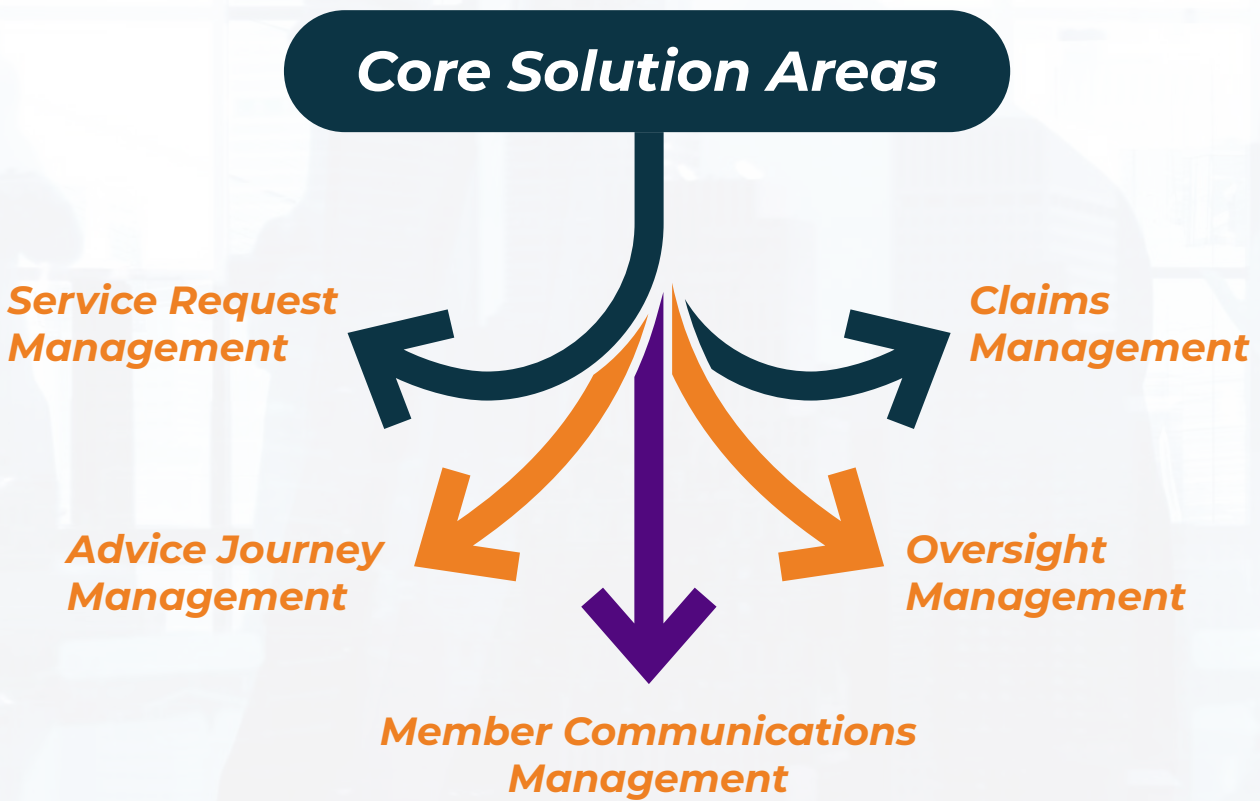 Core Solution Areas
Service Request
Management
Claims
Management
Advice Journey
Management
Oversight
Management
Member Communications
Management